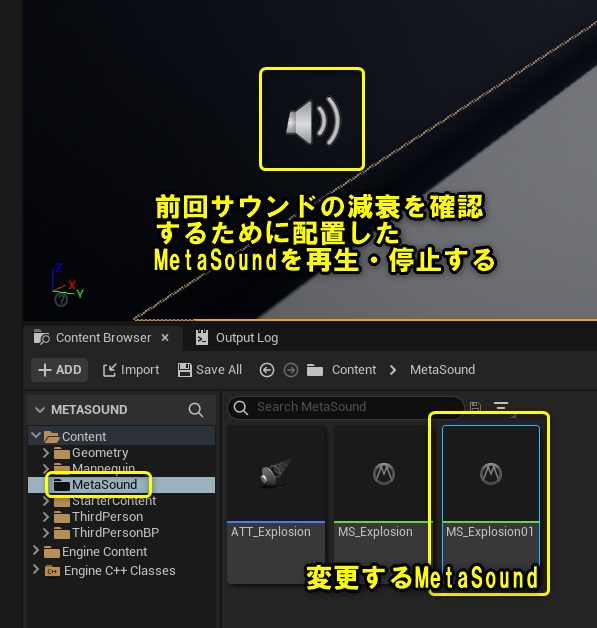 前回サウンドの減衰を確認
するために配置した
MetaSoundを再生・停止する
Z
X
Y
Content Browser
Output Log
ADD
Import
Save All
Content
MetaSound
METASOUND
Search MetaSound
Content
Geometry
Mannequin
MetaSound
StarterContent
ThirdPerson
ThirdPersonBP
Engine Content
Engine C++ Classes
ATT_Explosion
MS_Explosion
MS_Explosion01
変更するMetaSound